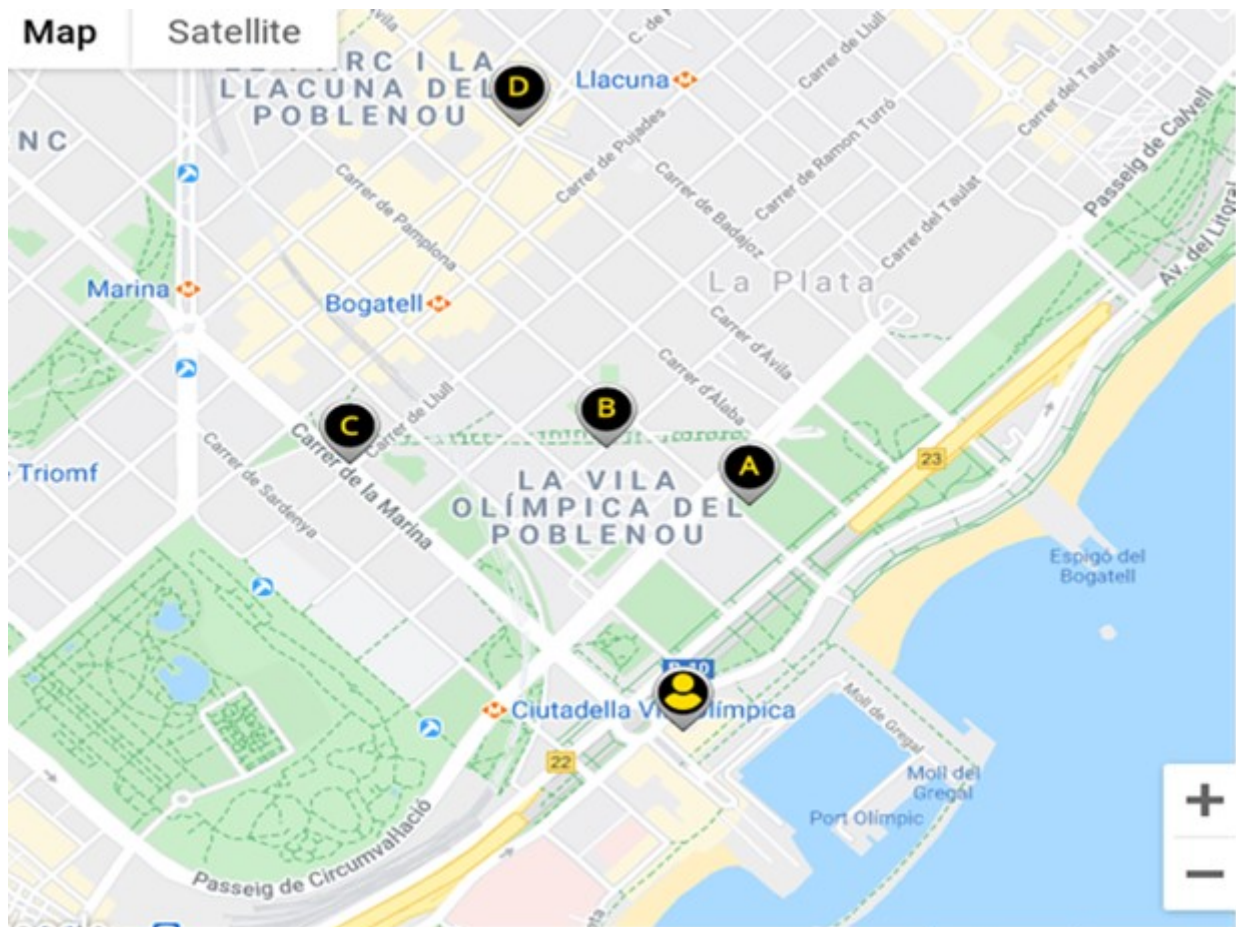 Map
Satellite
Llacuna
LLACUNA DEL
POBLENOU
D
C. de
Carrer de Llull
Carrer del Taulat
Carrer de Pujades
Carrer de Ramon Turró
Passeig de Calvell
Carrer de Pamplona
Carrer de Badajoz
Carrer del Taulat
Av. del Litoral
Marina
Bogatell
La Plata
Carrer d'Àvila
Carrer d'Àlaba
Carrer de Llull
C
B
A
23
Triomf
Carrer de Sardenya
Carrer de la Marina
LA VILA
OLÍMPICA DEL
POBLENOU
Espigó del
Bogatell
B-10
Ciutadella Vila Olímpica
22
Moll de Gregal
Moll del
Gregal
Port Olímpic
Passeig de Circumval·lació
+
−